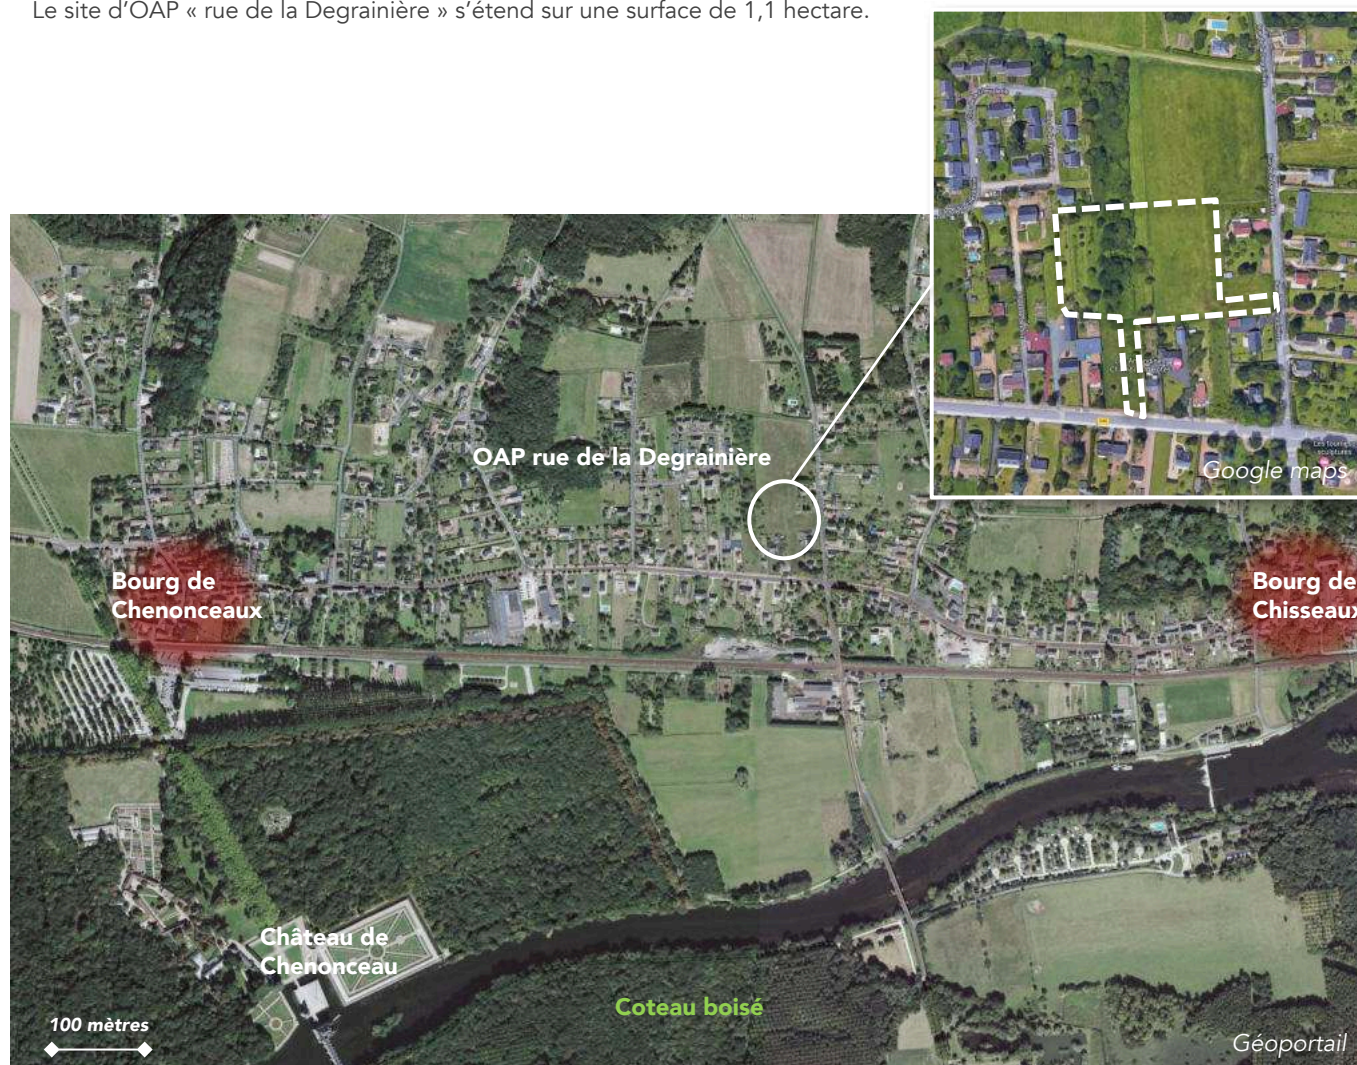 Le site d’OAP « rue de la Degrainière » s’étend sur une surface de 1,1 hectare.
Google maps
OAP rue de la Degrainière
Bourg de
Chenonceaux
Bourg de
Chisseaux
Château de
Chenonceau
Coteau boisé
100 mètres
Géoportail